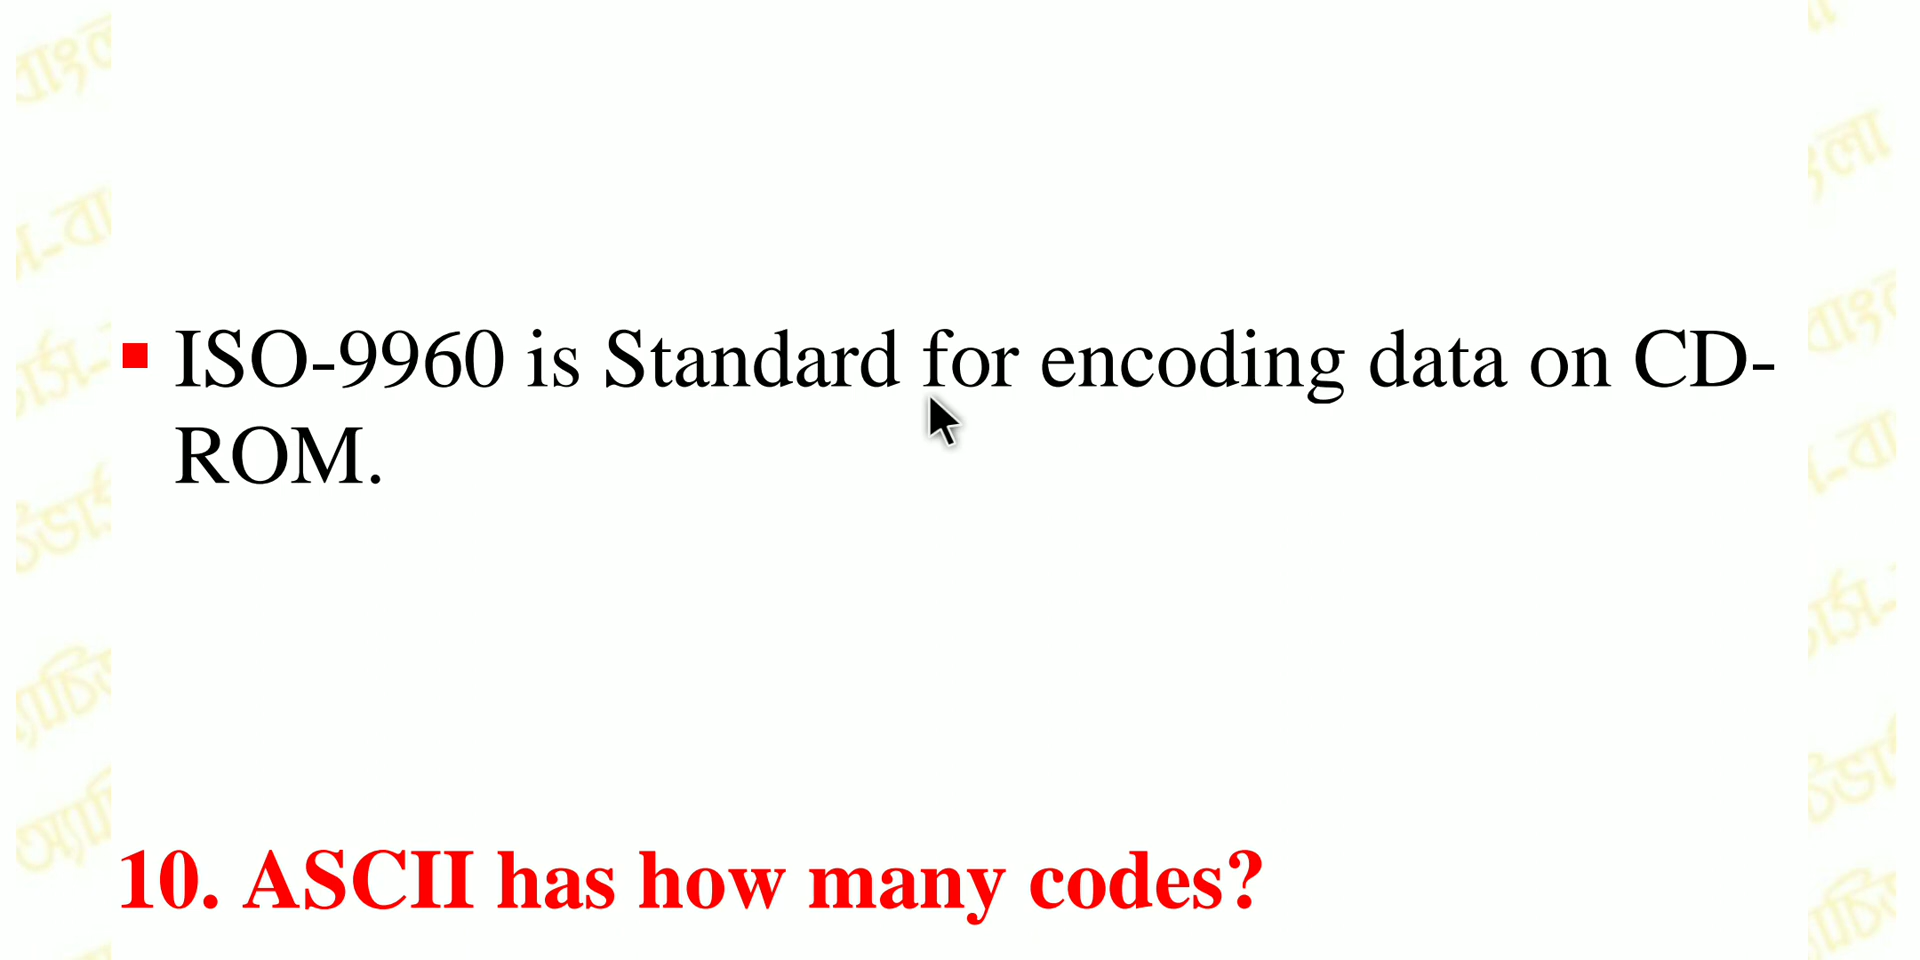 ISO-9960 is Standard for encoding data on CD-
ROM.
10. ASCII has how many codes?